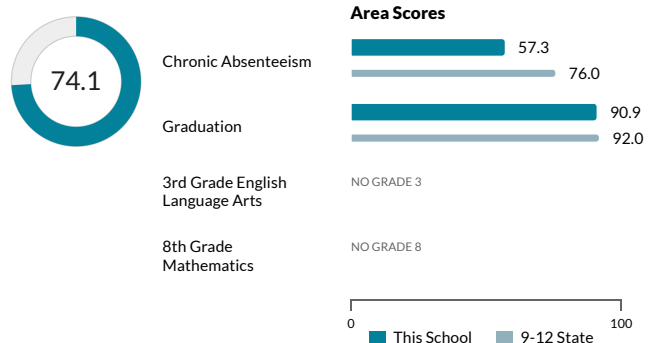 Area Scores
74.1
Chronic Absenteeism
57.3
76.0
Graduation
90.9
92.0
3rd Grade English
Language Arts
NO GRADE 3
8th Grade
Mathematics
NO GRADE 8
0
100
This School
9-12 State